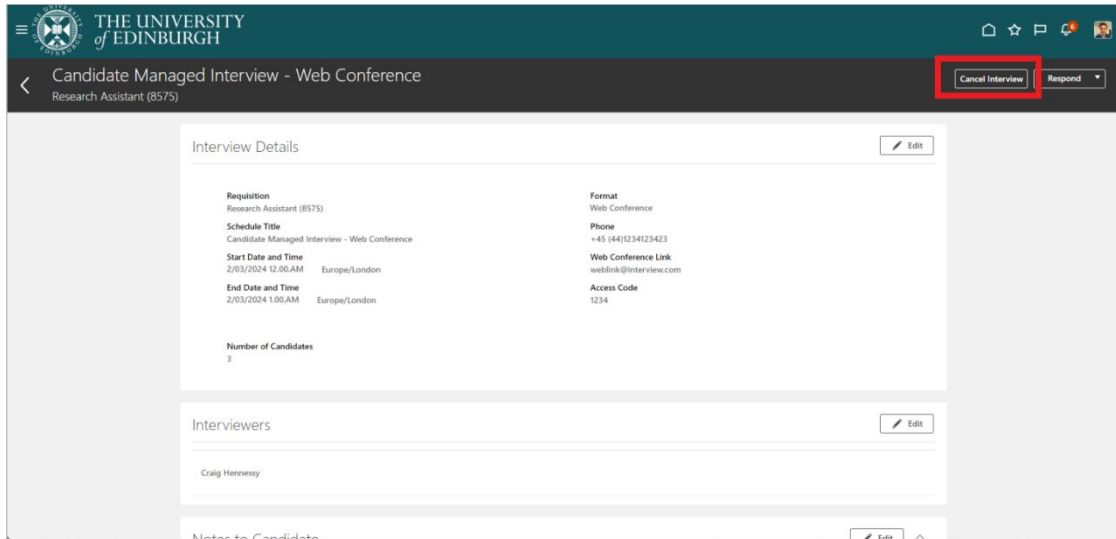 THE UNIVERSITY
of EDINBURGH
6
Candidate Managed Interview - Web Conference
Research Assistant (8575)
Cancel Interview
Respond
Interview Details
Edit
Requisition
Research Assistant (8575)
Format
Web Conference
Schedule Title
Candidate Managed Interview - Web Conference
Phone
+45 (44)1234123423
Start Date and Time
2/03/2024 12.00.AM Europe/London
Web Conference Link
weblink@interview.com
End Date and Time
2/03/2024 1.00.AM Europe/London
Access Code
1234
Number of Candidates
3
Interviewers
Edit
Craig Hennessy
Notes to Candidate
Edit